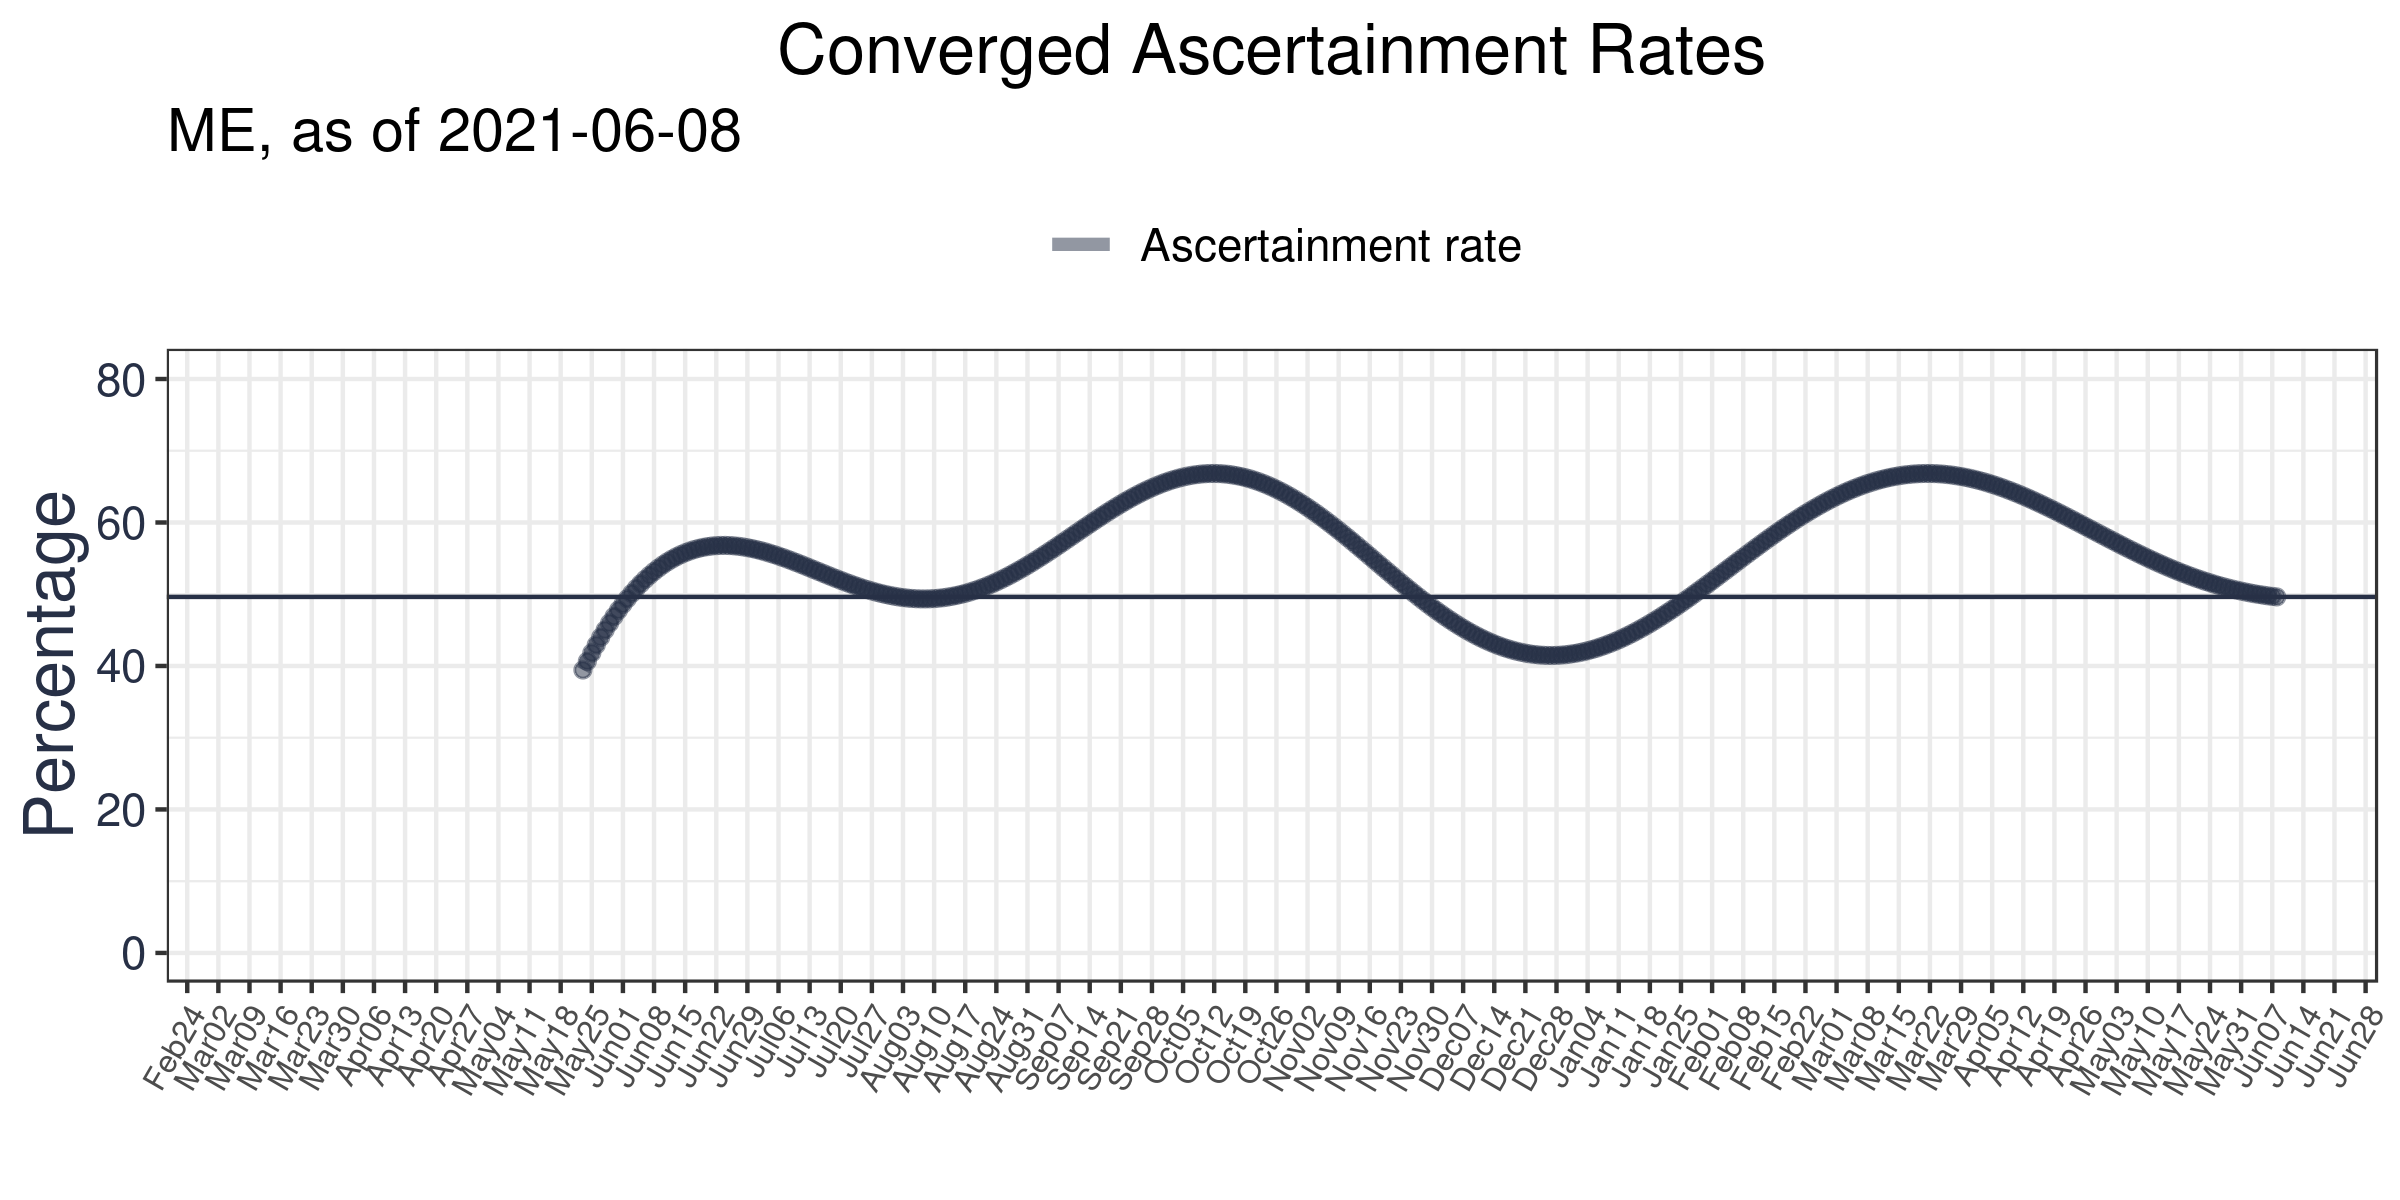 Converged Ascertainment Rates
ME, as of 2021-06-08
Ascertainment rate
Percentage
80
60
40
20
0
Feb24
Mar02
Mar09
Mar16
Mar23
Mar30
Apr06
Apr13
Apr20
Apr27
May04
May11
May18
May25
Jun01
Jun08
Jun15
Jun22
Jun29
Jul06
Jul13
Jul20
Jul27
Aug03
Aug10
Aug17
Aug24
Aug31
Sep07
Sep14
Sep21
Sep28
Oct05
Oct12
Oct19
Oct26
Nov02
Nov09
Nov16
Nov23
Nov30
Dec07
Dec14
Dec21
Dec28
Jan04
Jan11
Jan18
Jan25
Feb01
Feb08
Feb15
Feb22
Mar01
Mar08
Mar15
Mar22
Mar29
Apr05
Apr12
Apr19
Apr26
May03
May10
May17
May24
May31
Jun07
Jun14
Jun21
Jun28